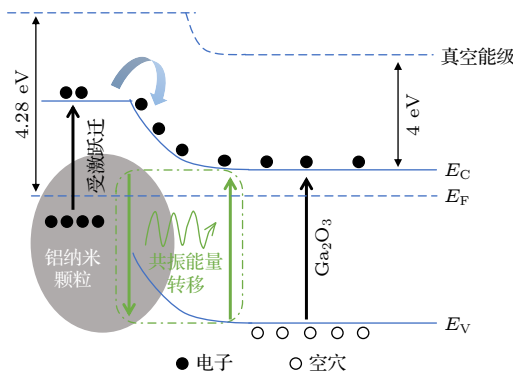 真空能级
4.28 eV
4 eV
受激跃迁
E_C
E_F
铝纳米
颗粒
共振能量
转移
Ga₂O₃
E_V
电子
空穴